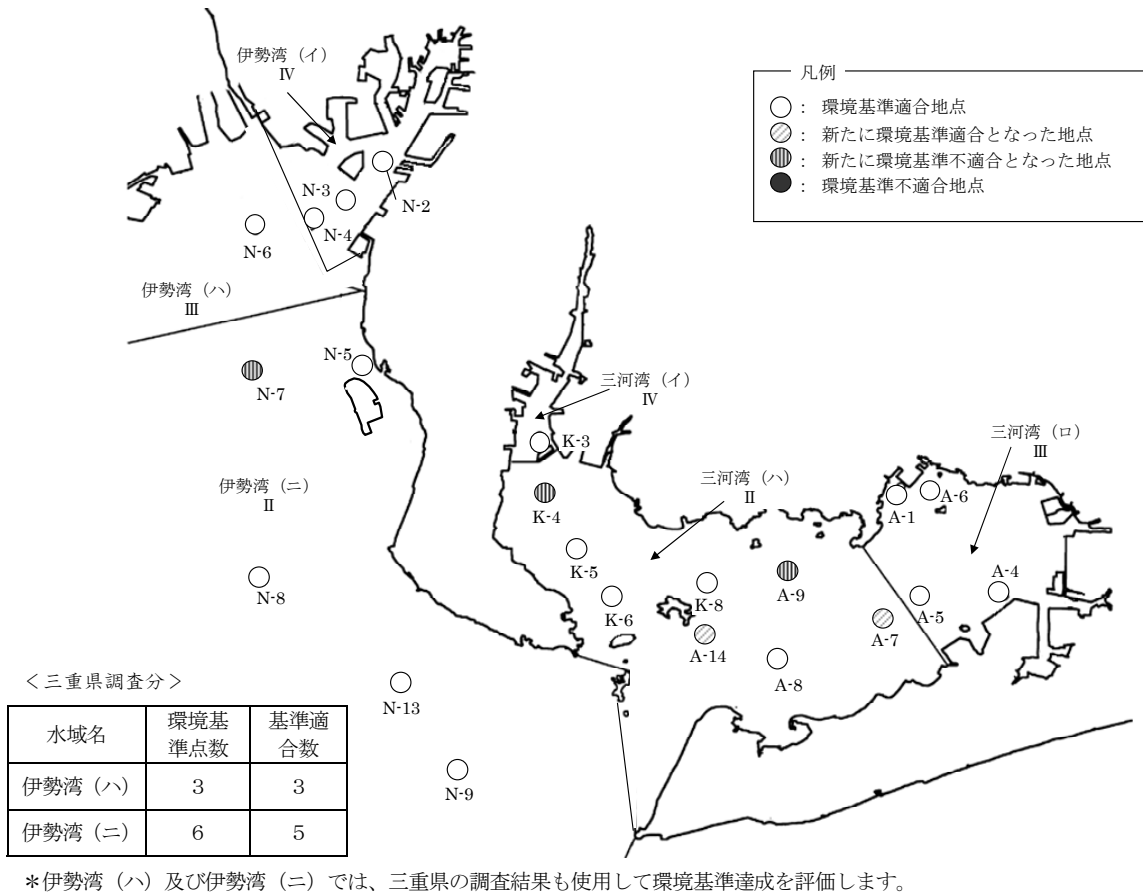 伊勢湾（イ）
Ⅳ
凡例
： 環境基準適合地点
： 新たに環境基準適合となった地点
： 新たに環境基準不適合となった地点
： 環境基準不適合地点
N-3
N-2
N-4
N-6
伊勢湾（ハ）
Ⅲ
N-5
N-7
三河湾（イ）
Ⅳ
K-3
三河湾（ロ）
Ⅲ
伊勢湾（ニ）
Ⅱ
三河湾（ハ）
Ⅱ
K-4
A-1
A-6
K-5
N-8
K-6
K-8
A-9
A-5
A-4
A-14
A-7
A-8
N-13
N-9
＜三重県調査分＞
水域名 環境基準点数 基準適合数
伊勢湾（ハ） 3 3
伊勢湾（ニ） 6 5
＊伊勢湾（ハ）及び伊勢湾（ニ）では、三重県の調査結果も使用して環境基準達成を評価します。